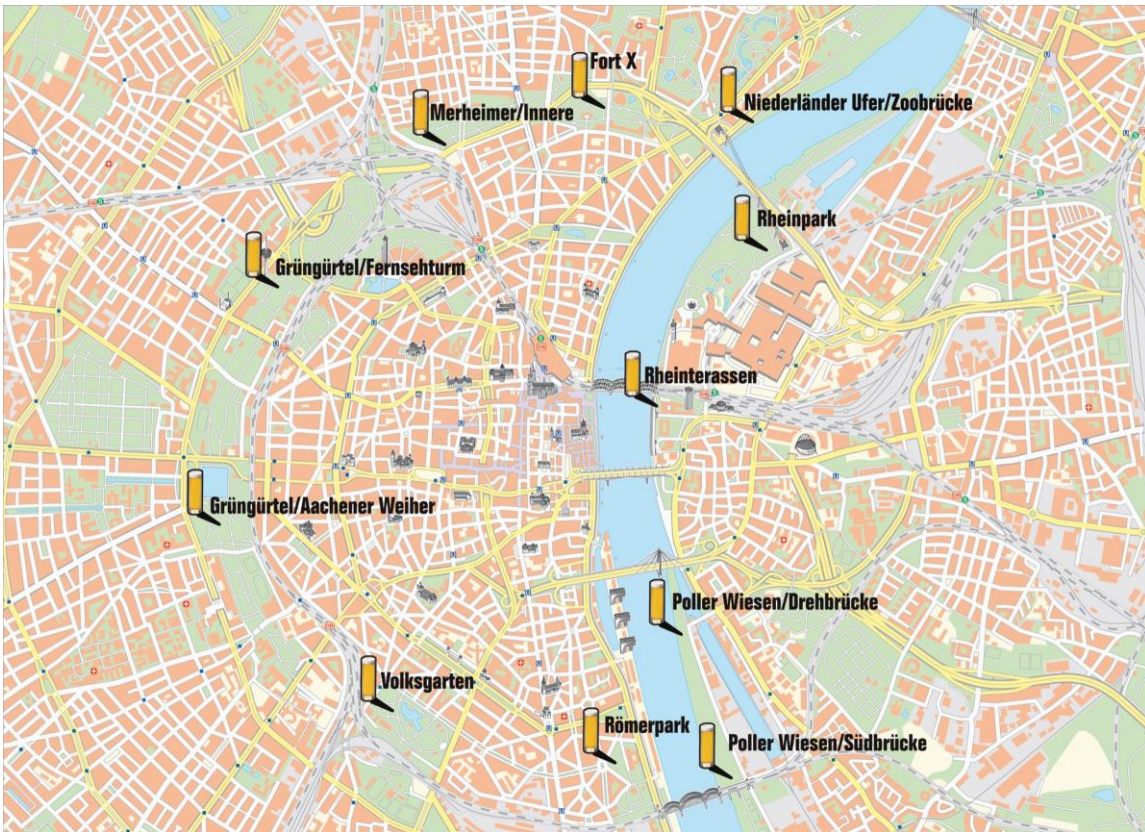 Fort X
Niederländer Ufer/Zoobrücke
Merheimer/Innere
Rheinpark
Grüngürtel/Fernsehturm
Rheinterassen
Grüngürtel/Aachener Weiher
Poller Wiesen/Drehbrücke
Volksgarten
Römerpark
Poller Wiesen/Südbrücke